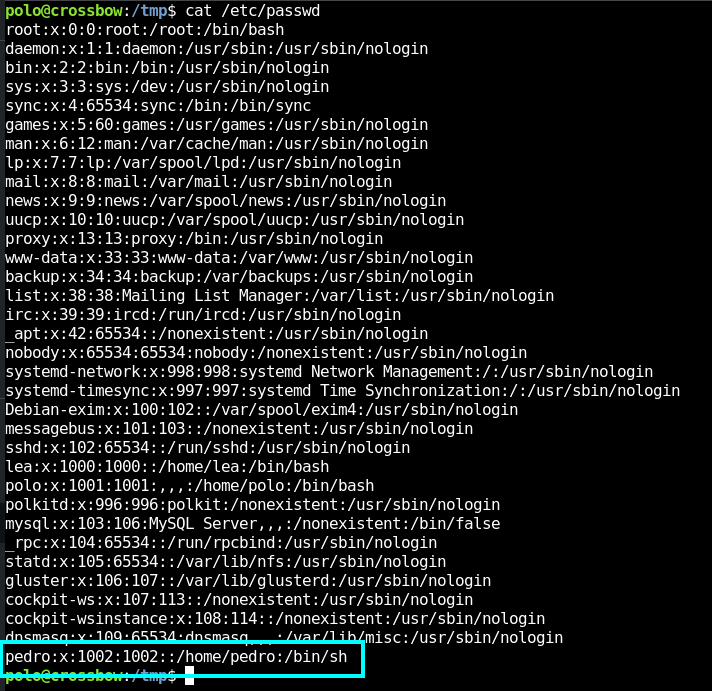 polo@crossbow:/tmp$ cat /etc/passwd
root:x:0:0:root:/root:/bin/bash
daemon:x:1:1:daemon:/usr/sbin:/usr/sbin/nologin
bin:x:2:2:bin:/bin:/usr/sbin/nologin
sys:x:3:3:sys:/dev:/usr/sbin/nologin
sync:x:4:65534:sync:/bin:/bin/sync
games:x:5:60:games:/usr/games:/usr/sbin/nologin
man:x:6:12:man:/var/cache/man:/usr/sbin/nologin
lp:x:7:7:lp:/var/spool/lpd:/usr/sbin/nologin
mail:x:8:8:mail:/var/mail:/usr/sbin/nologin
news:x:9:9:news:/var/spool/news:/usr/sbin/nologin
uucp:x:10:10:uucp:/var/spool/uucp:/usr/sbin/nologin
proxy:x:13:13:proxy:/bin:/usr/sbin/nologin
www-data:x:33:33:www-data:/var/www:/usr/sbin/nologin
backup:x:34:34:backup:/var/backups:/usr/sbin/nologin
list:x:38:38:Mailing List Manager:/var/list:/usr/sbin/nologin
irc:x:39:39:ircd:/run/ircd:/usr/sbin/nologin
_apt:x:42:65534::/nonexistent:/usr/sbin/nologin
nobody:x:65534:65534:nobody:/nonexistent:/usr/sbin/nologin
systemd-network:x:998:998:systemd Network Management:/:/usr/sbin/nologin
systemd-timesync:x:997:997:systemd Time Synchronization:/:/usr/sbin/nologin
Debian-exim:x:100:102::/var/spool/exim4:/usr/sbin/nologin
messagebus:x:101:103::/nonexistent:/usr/sbin/nologin
sshd:x:102:65534::/run/sshd:/usr/sbin/nologin
lea:x:1000:1000::/home/lea:/bin/bash
polo:x:1001:1001:,,,:/home/polo:/bin/bash
polkitd:x:996:996:polkit:/nonexistent:/usr/sbin/nologin
mysql:x:103:106:MySQL Server,,,:/nonexistent:/bin/false
_rpc:x:104:65534::/run/rpcbind:/usr/sbin/nologin
statd:x:105:65534::/var/lib/nfs:/usr/sbin/nologin
gluster:x:106:107::/var/lib/glusterd:/usr/sbin/nologin
cockpit-ws:x:107:113::/nonexistent:/usr/sbin/nologin
cockpit-wsinstance:x:108:114::/nonexistent:/usr/sbin/nologin
dnsmasq:x:109:65534:dnsmasq,,,:/var/lib/misc:/usr/sbin/nologin
pedro:x:1002:1002::/home/pedro:/bin/sh
polo@crossbow:/tmp$